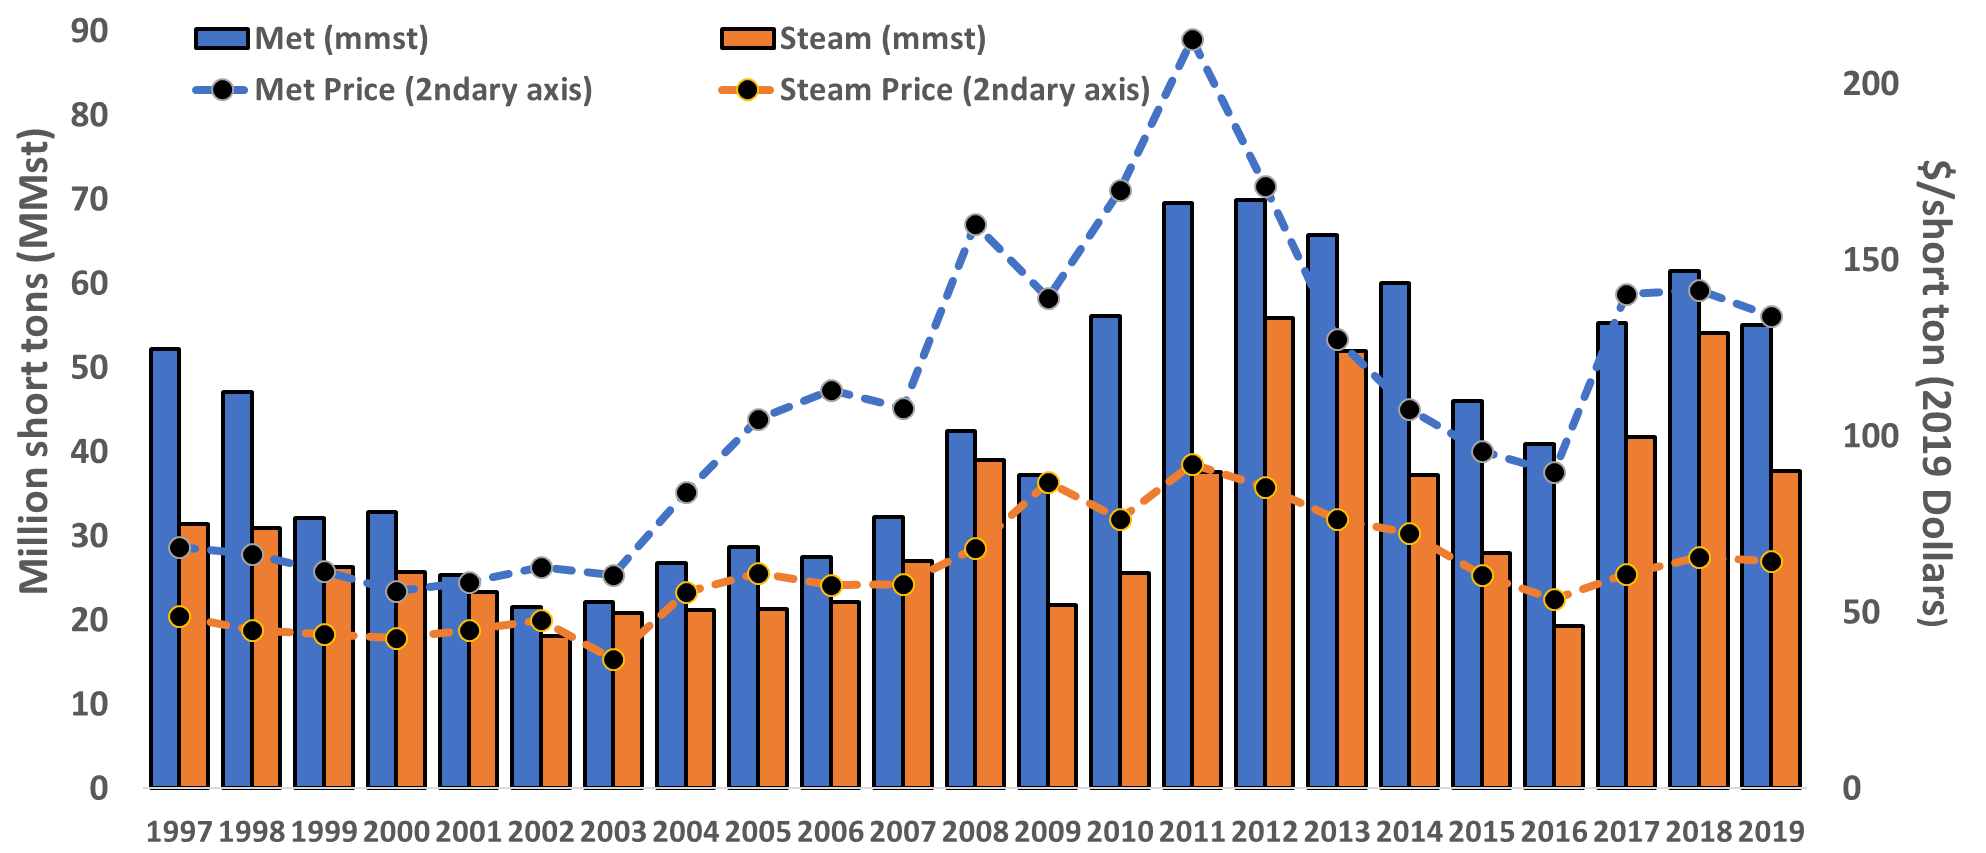 Met (mmst)
Steam (mmst)
Met Price (2ndary axis)
Steam Price (2ndary axis)
Million short tons (MMst)
90
80
70
60
50
40
30
20
10
0
200
150
100
50
0
$/short ton (2019 Dollars)
1997 1998 1999 2000 2001 2002 2003 2004 2005 2006 2007 2008 2009 2010 2011 2012 2013 2014 2015 2016 2017 2018 2019